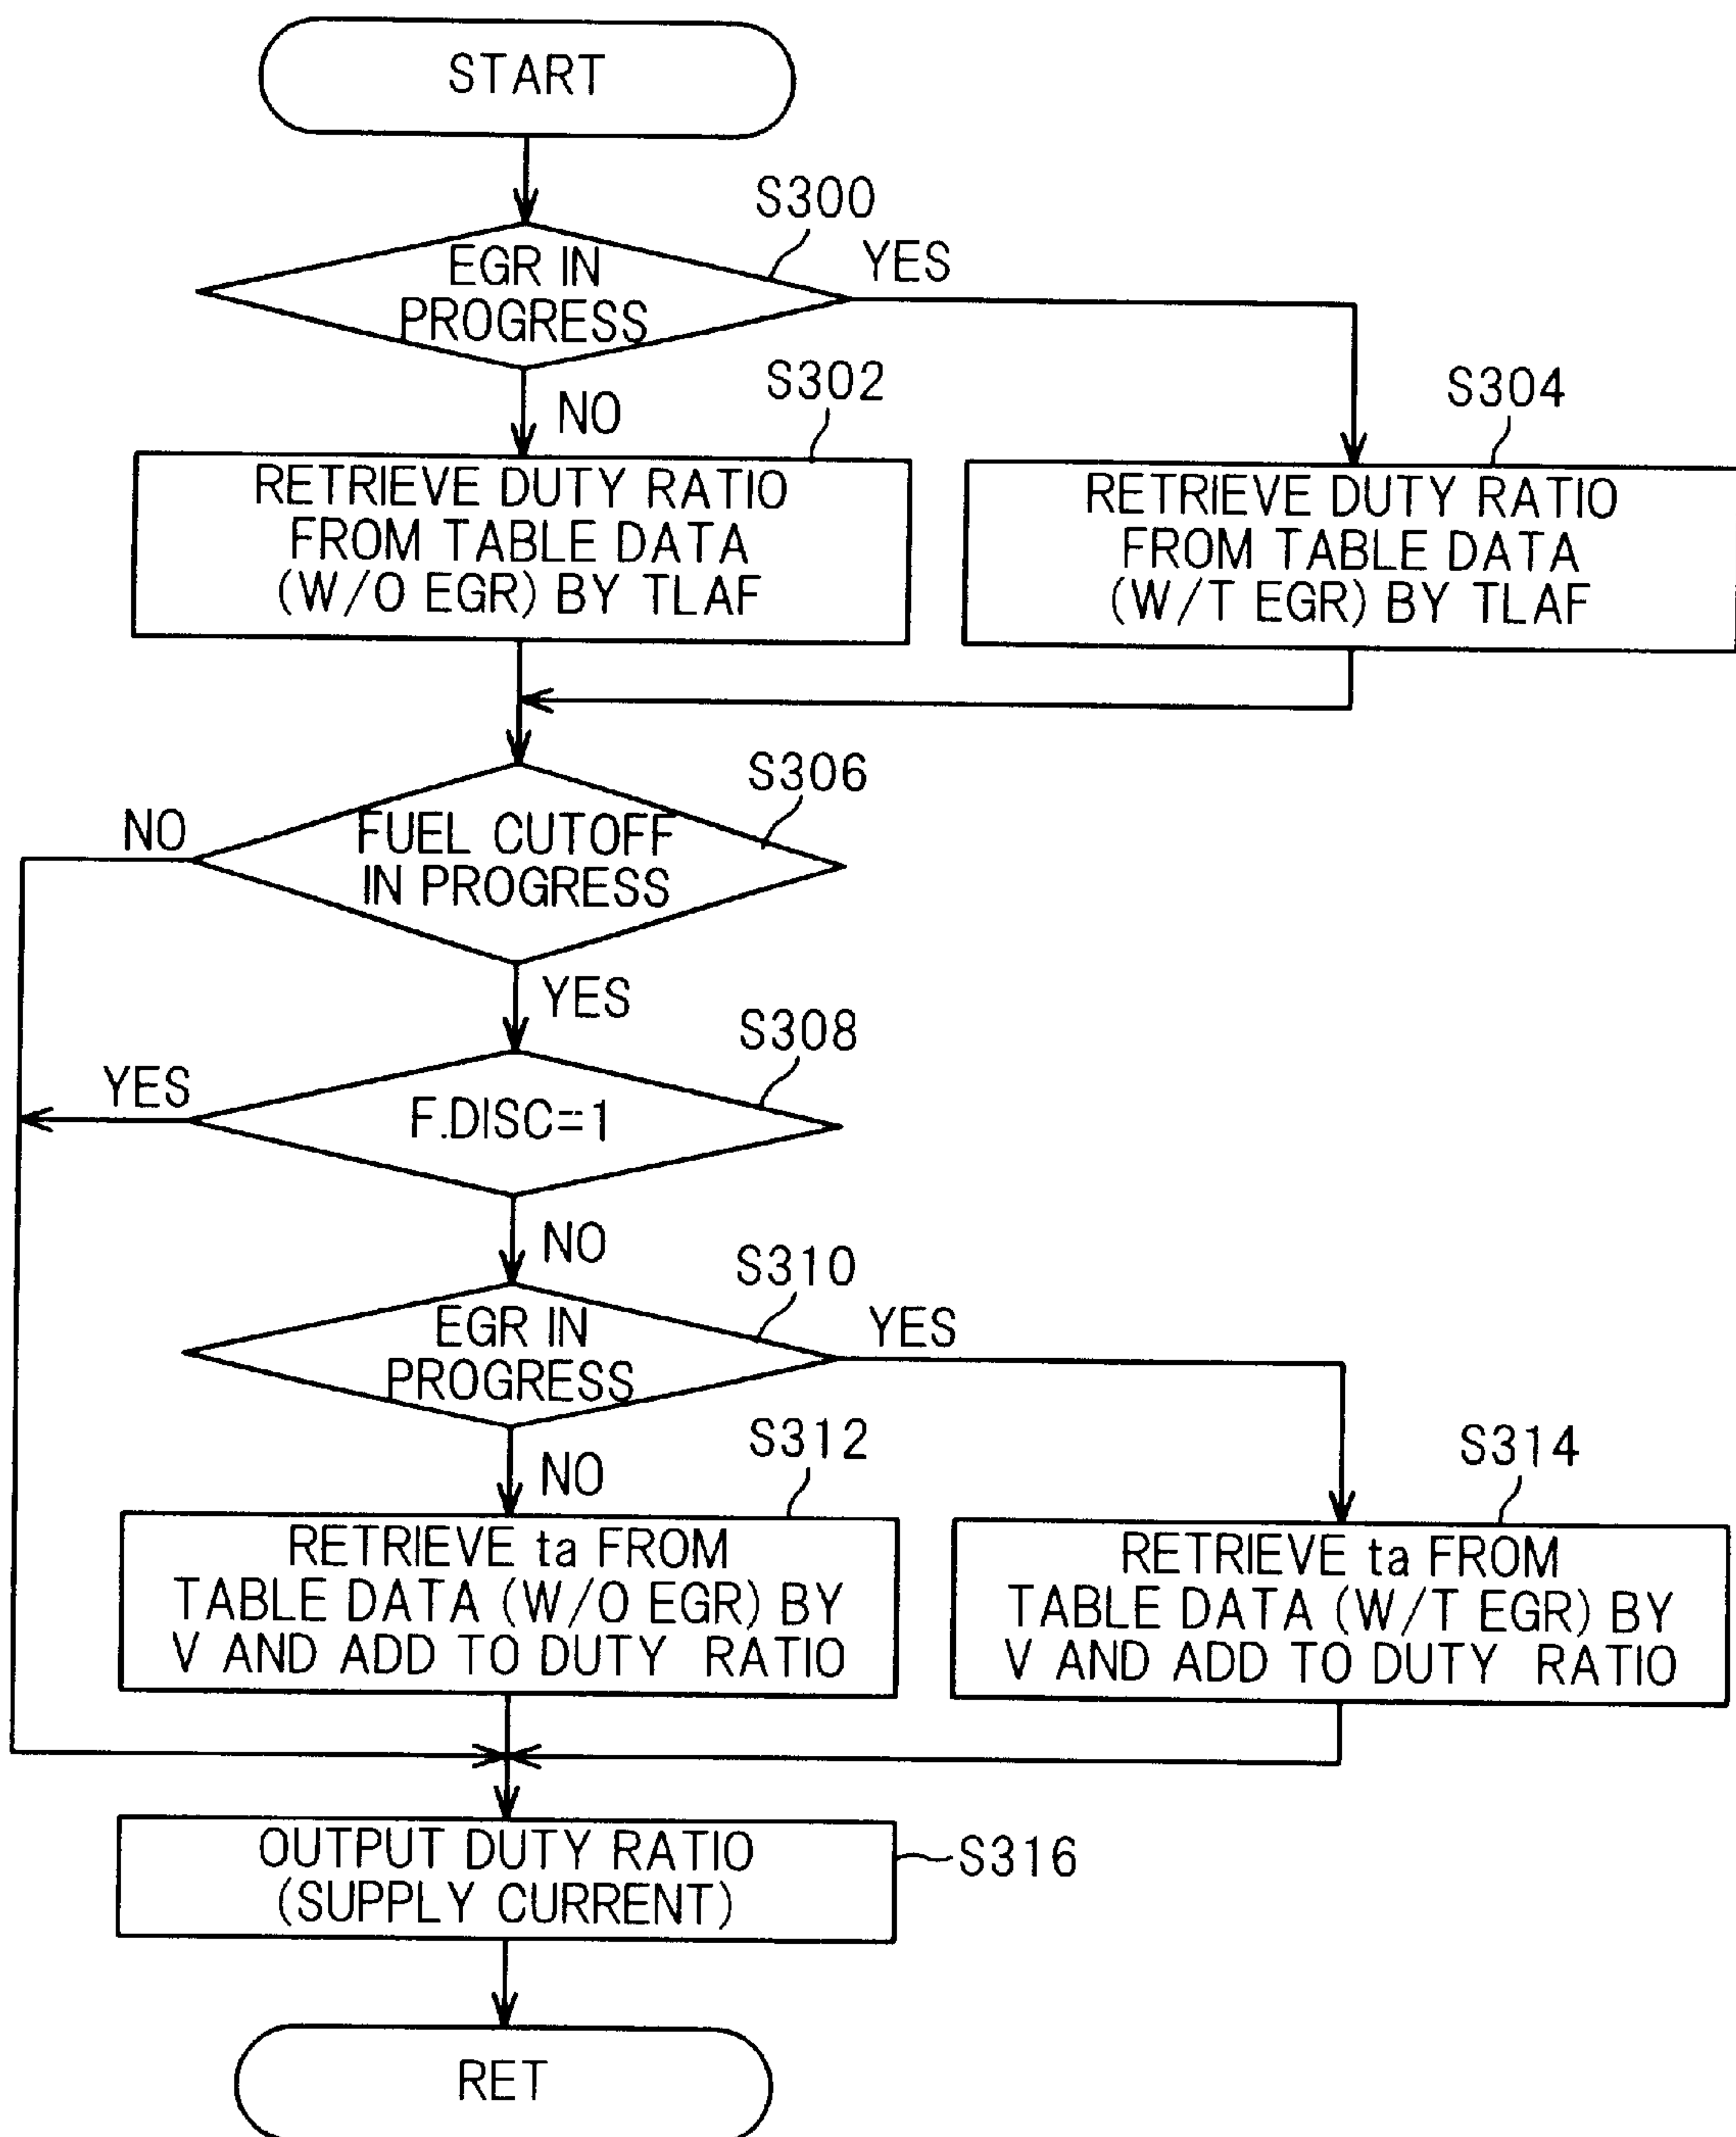 START
S300
EGR IN
PROGRESS
YES
NO
S302
S304
RETRIEVE DUTY RATIO
FROM TABLE DATA
(W/O EGR) BY TLAF
RETRIEVE DUTY RATIO
FROM TABLE DATA
(W/T EGR) BY TLAF
S306
NO
FUEL CUTOFF
IN PROGRESS
YES
S308
YES
F.DISC=1
NO
S310
EGR IN
PROGRESS
YES
NO
S312
S314
RETRIEVE ta FROM
TABLE DATA (W/O EGR) BY
V AND ADD TO DUTY RATIO
RETRIEVE ta FROM
TABLE DATA (W/T EGR) BY
V AND ADD TO DUTY RATIO
OUTPUT DUTY RATIO
(SUPPLY CURRENT)
S316
RET